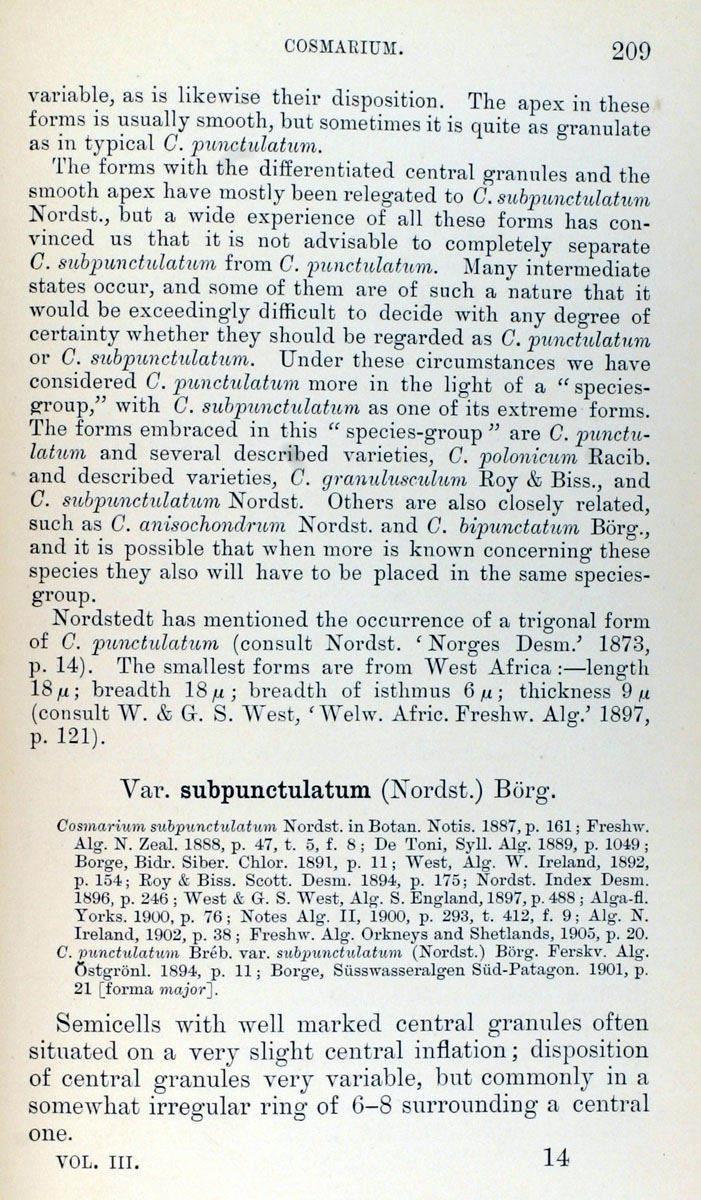 COSMARIUM. 209
variable, as is likewise their disposition. The apex in these
forms is usually smooth, but sometimes it is quite as granulate
as in typical C. punctulatum.
The forms with the differentiated central granules and the
smooth apex have mostly been relegated to C. subpunctulatum
Nordst., but a wide experience of all these forms has con-
vinced us that it is not advisable to completely separate
C. subpunctulatum from C. punctulatum. Many intermediate
states occur, and some of them are of such a nature that it
would be exceedingly difficult to decide with any degree of
certainty whether they should be regarded as C. punctulatum
or C. subpunctulatum. Under these circumstances we have
considered C. punctulatum more in the light of a “species-
group,” with C. subpunctulatum as one of its extreme forms.
The forms embraced in this “species-group” are C. punctu-
latum and several described varieties, C. polonicum Racib.
and described varieties, C. granulusculum Roy & Biss., and
C. subpunctulatum Nordst. Others are also closely related,
such as C. anisochondrum Nordst. and C. bipunctatum Börg.,
and it is possible that when more is known concerning these
species they also will have to be placed in the same species-
group.
Nordstedt has mentioned the occurrence of a trigonal form
of C. punctulatum (consult Nordst. ‘Norges Desm.’ 1873,
p. 14). The smallest forms are from West Africa:—length
18 μ; breadth 18 μ; breadth of isthmus 6 μ; thickness 9 μ
(consult W. & G. S. West, ‘Welw. Afric. Freshw. Alg.’ 1897,
p. 121).
Var. subpunctulatum (Nordst.) Börg.
Cosmarium subpunctulatum Nordst. in Botan. Notis. 1887, p. 161; Freshw.
Alg. N. Zeal. 1888, p. 47, t. 5, f. 8; De Toni, Syll. Alg. 1889, p. 1049;
Borge, Bidr. Siber. Chlor. 1891, p. 11; West, Alg. W. Ireland, 1892,
p. 154; Roy & Biss. Scott. Desm. 1894, p. 175; Nordst. Index Desm.
1896, p. 246; West & G. S. West, Alg. S. England, 1897, p. 488; Alga-fl.
Yorks. 1900, p. 76; Notes Alg. II, 1900, p. 293, t. 412, f. 9; Alg. N.
Ireland, 1902, p. 38; Freshw. Alg. Orkneys and Shetlands, 1905, p. 20.
C. punctulatum Bréb. var. subpunctulatum (Nordst.) Börg. Ferskv. Alg.
Östgrönl. 1894, p. 11; Borge, Süsswasseralgen Süd-Patagon. 1901, p.
21 [forma major].
Semicells with well marked central granules often
situated on a very slight central inflation; disposition
of central granules very variable, but commonly in a
somewhat irregular ring of 6–8 surrounding a central
one.
VOL. III. 14